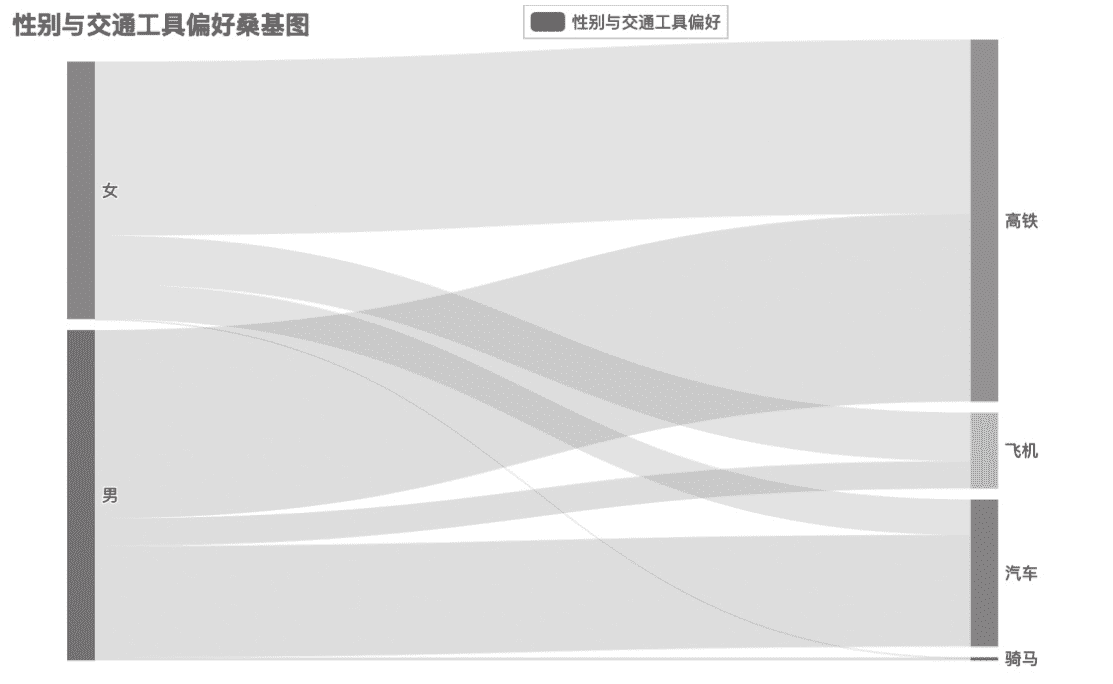 性别与交通工具偏好桑基图
性别与交通工具偏好
女
高铁
飞机
男
汽车
骑马